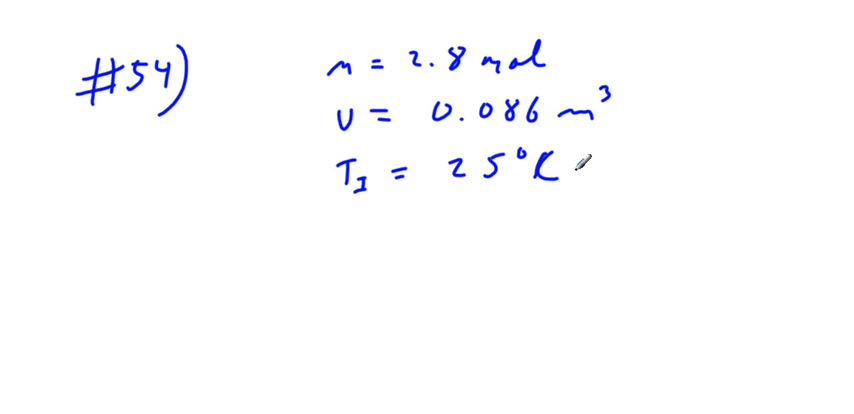 #54)
n = 2.8 mol
V = 0.086 m³
T_I = 25°C